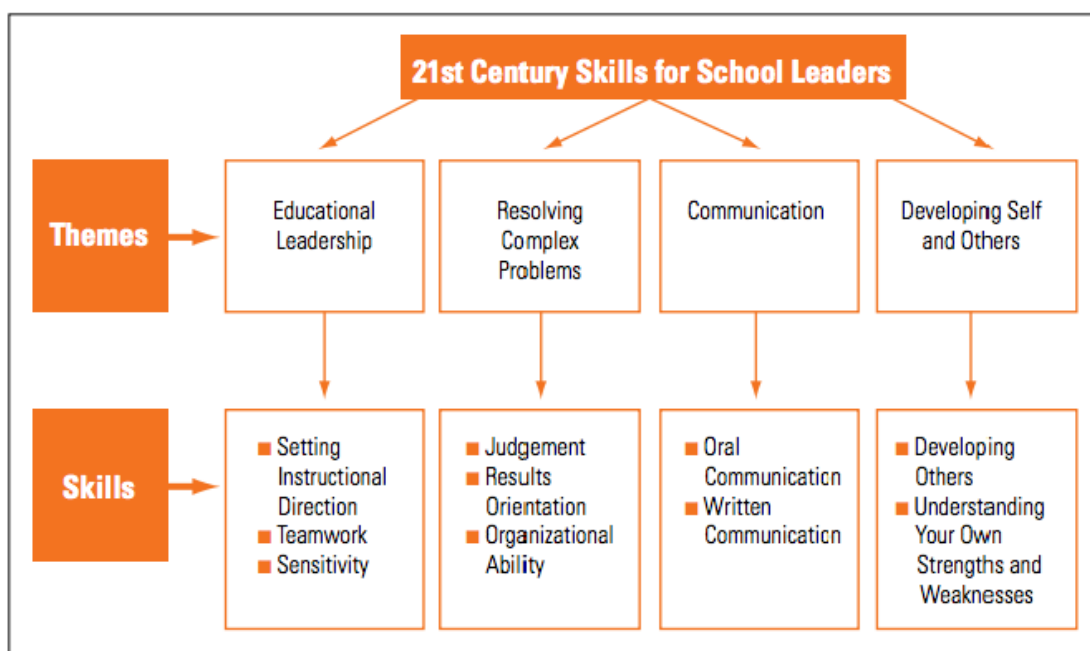 21st Century Skills for School Leaders
Themes
Educational
Leadership
Resolving
Complex
Problems
Communication
Developing Self
and Others
Skills
■ Setting
Instructional
Direction
■ Teamwork
■ Sensitivity
■ Judgement
■ Results
Orientation
■ Organizational
Ability
■ Oral
Communication
■ Written
Communication
■ Developing
Others
■ Understanding
Your Own
Strengths and
Weaknesses